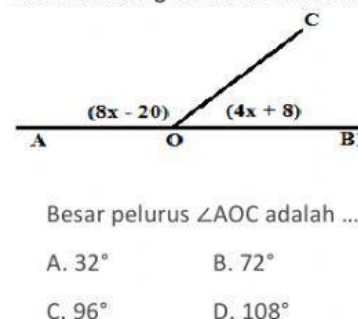 C
(8x - 20) (4x + 8)
A O B
Besar pelurus ∠AOC adalah ...
A. 32° B. 72°
C. 96° D. 108°